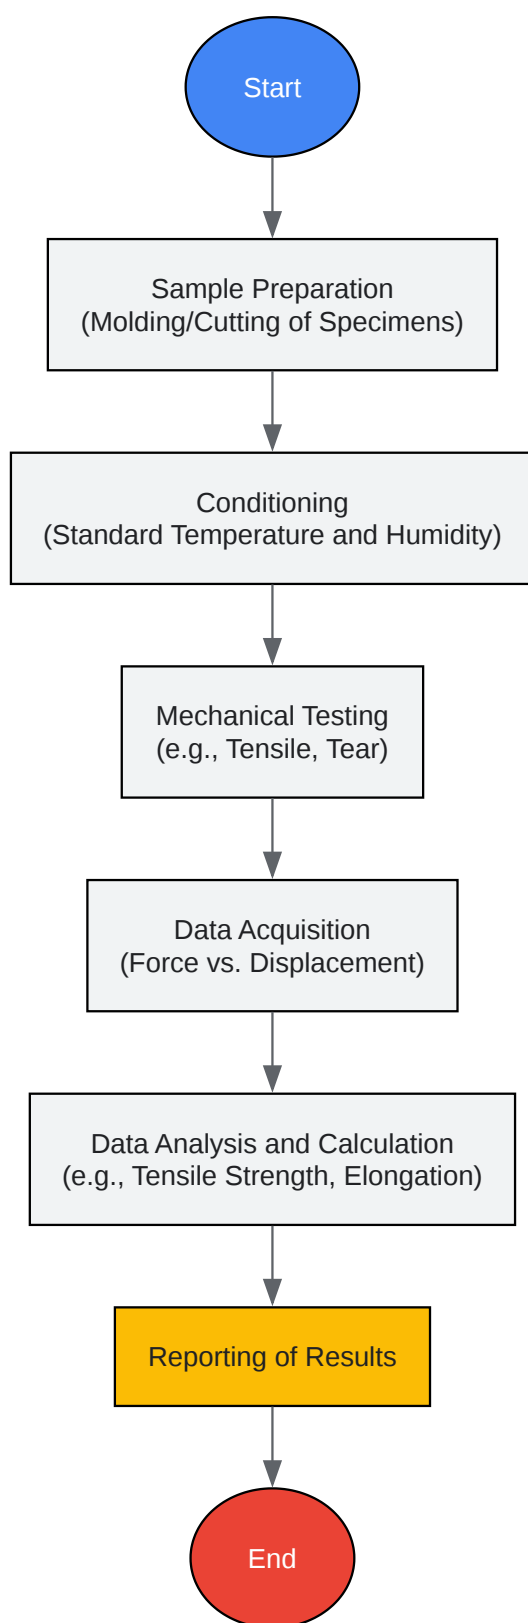 Start
Sample Preparation
(Molding/Cutting of Specimens)
Conditioning
(Standard Temperature and Humidity)
Mechanical Testing
(e.g., Tensile, Tear)
Data Acquisition
(Force vs. Displacement)
Data Analysis and Calculation
(e.g., Tensile Strength, Elongation)
Reporting of Results
End